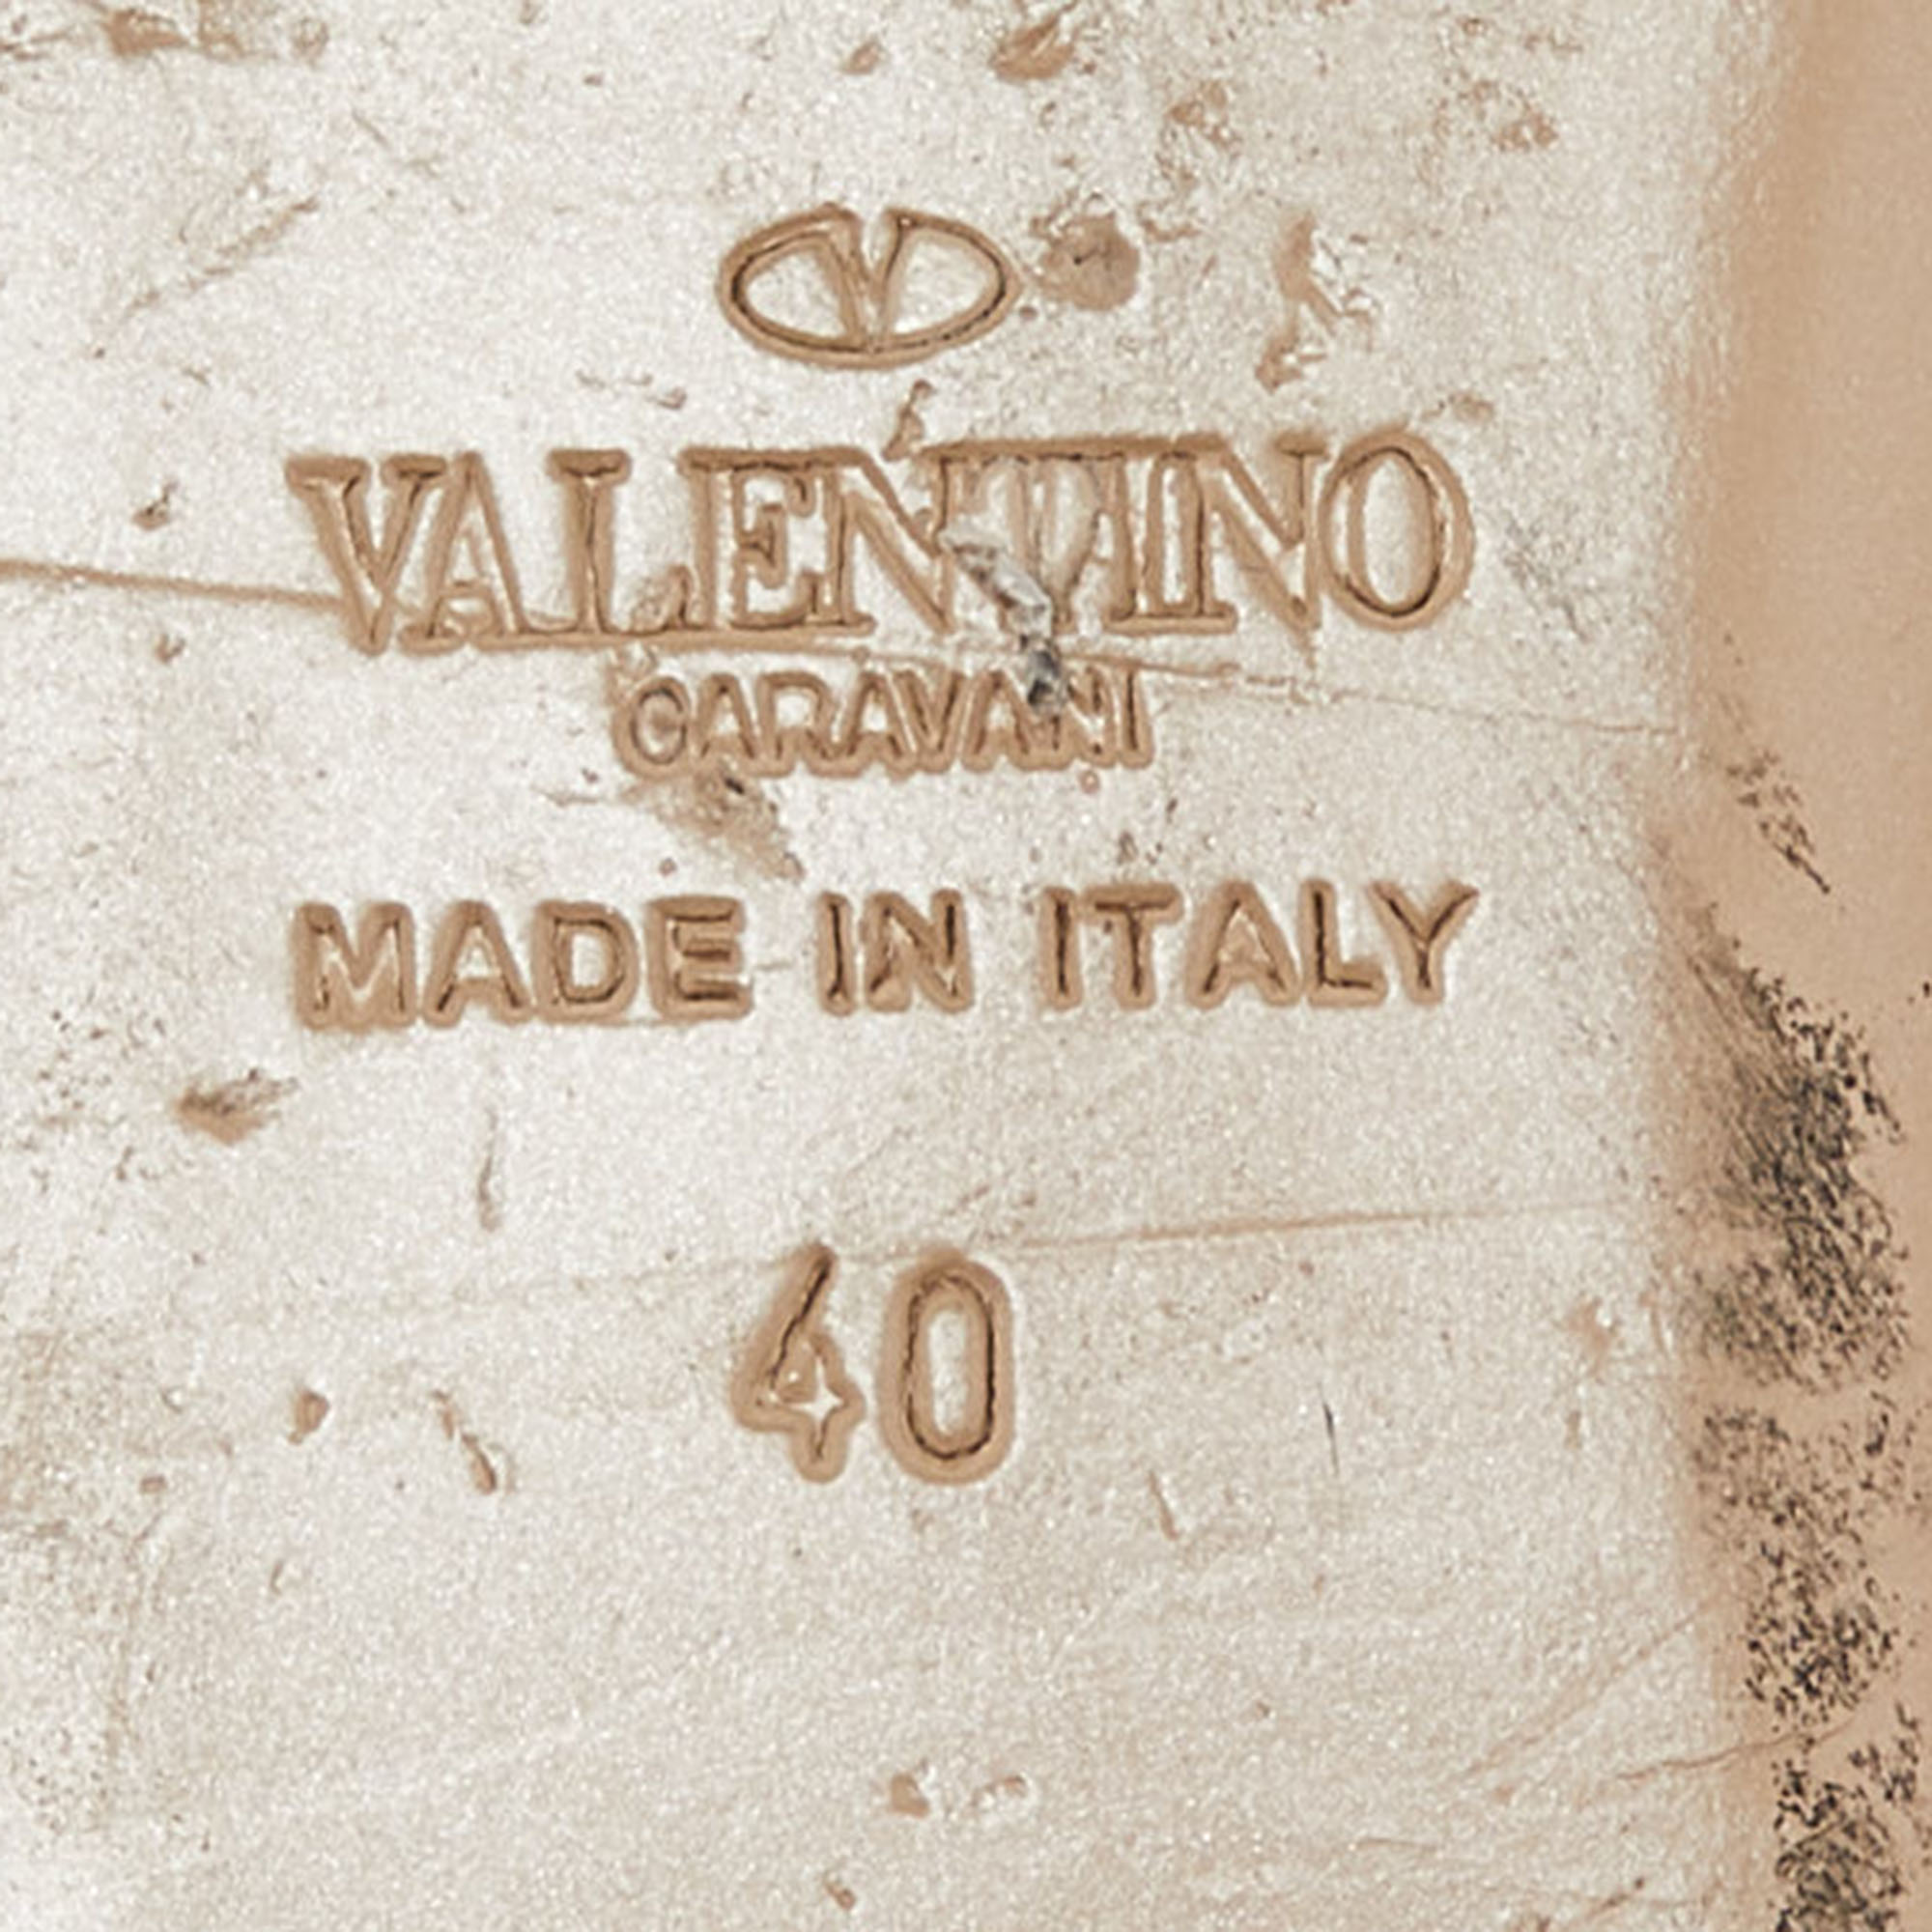 VALENTINO
GARAVANI
MADE IN ITALY
40